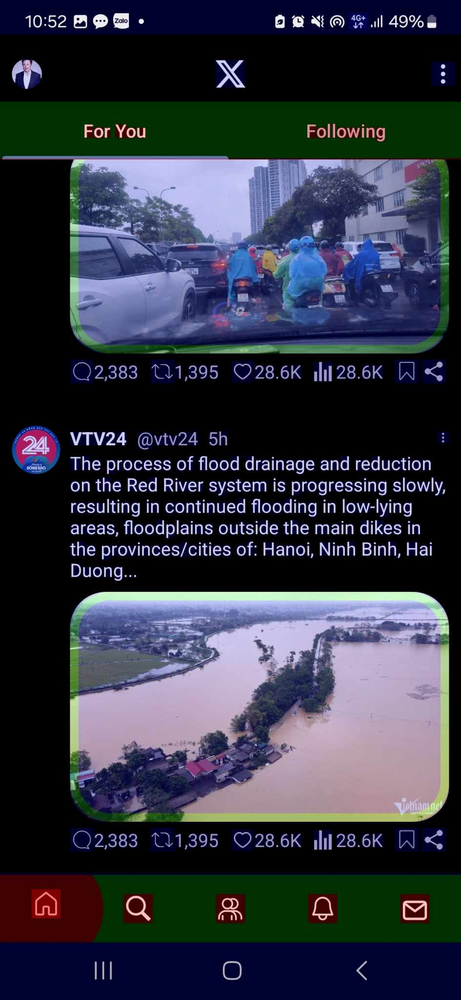 10:52 Zalo 4G+ 49%
X
For You Following
2,383 1,395 28.6K 28.6K
24
ĐỒNG BÀO
VTV24 @vtv24 5h
The process of flood drainage and reduction
on the Red River system is progressing slowly,
resulting in continued flooding in low-lying
areas, floodplains outside the main dikes in
the provinces/cities of: Hanoi, Ninh Binh, Hai
Duong...
Vietnamnet
2,383 1,395 28.6K 28.6K